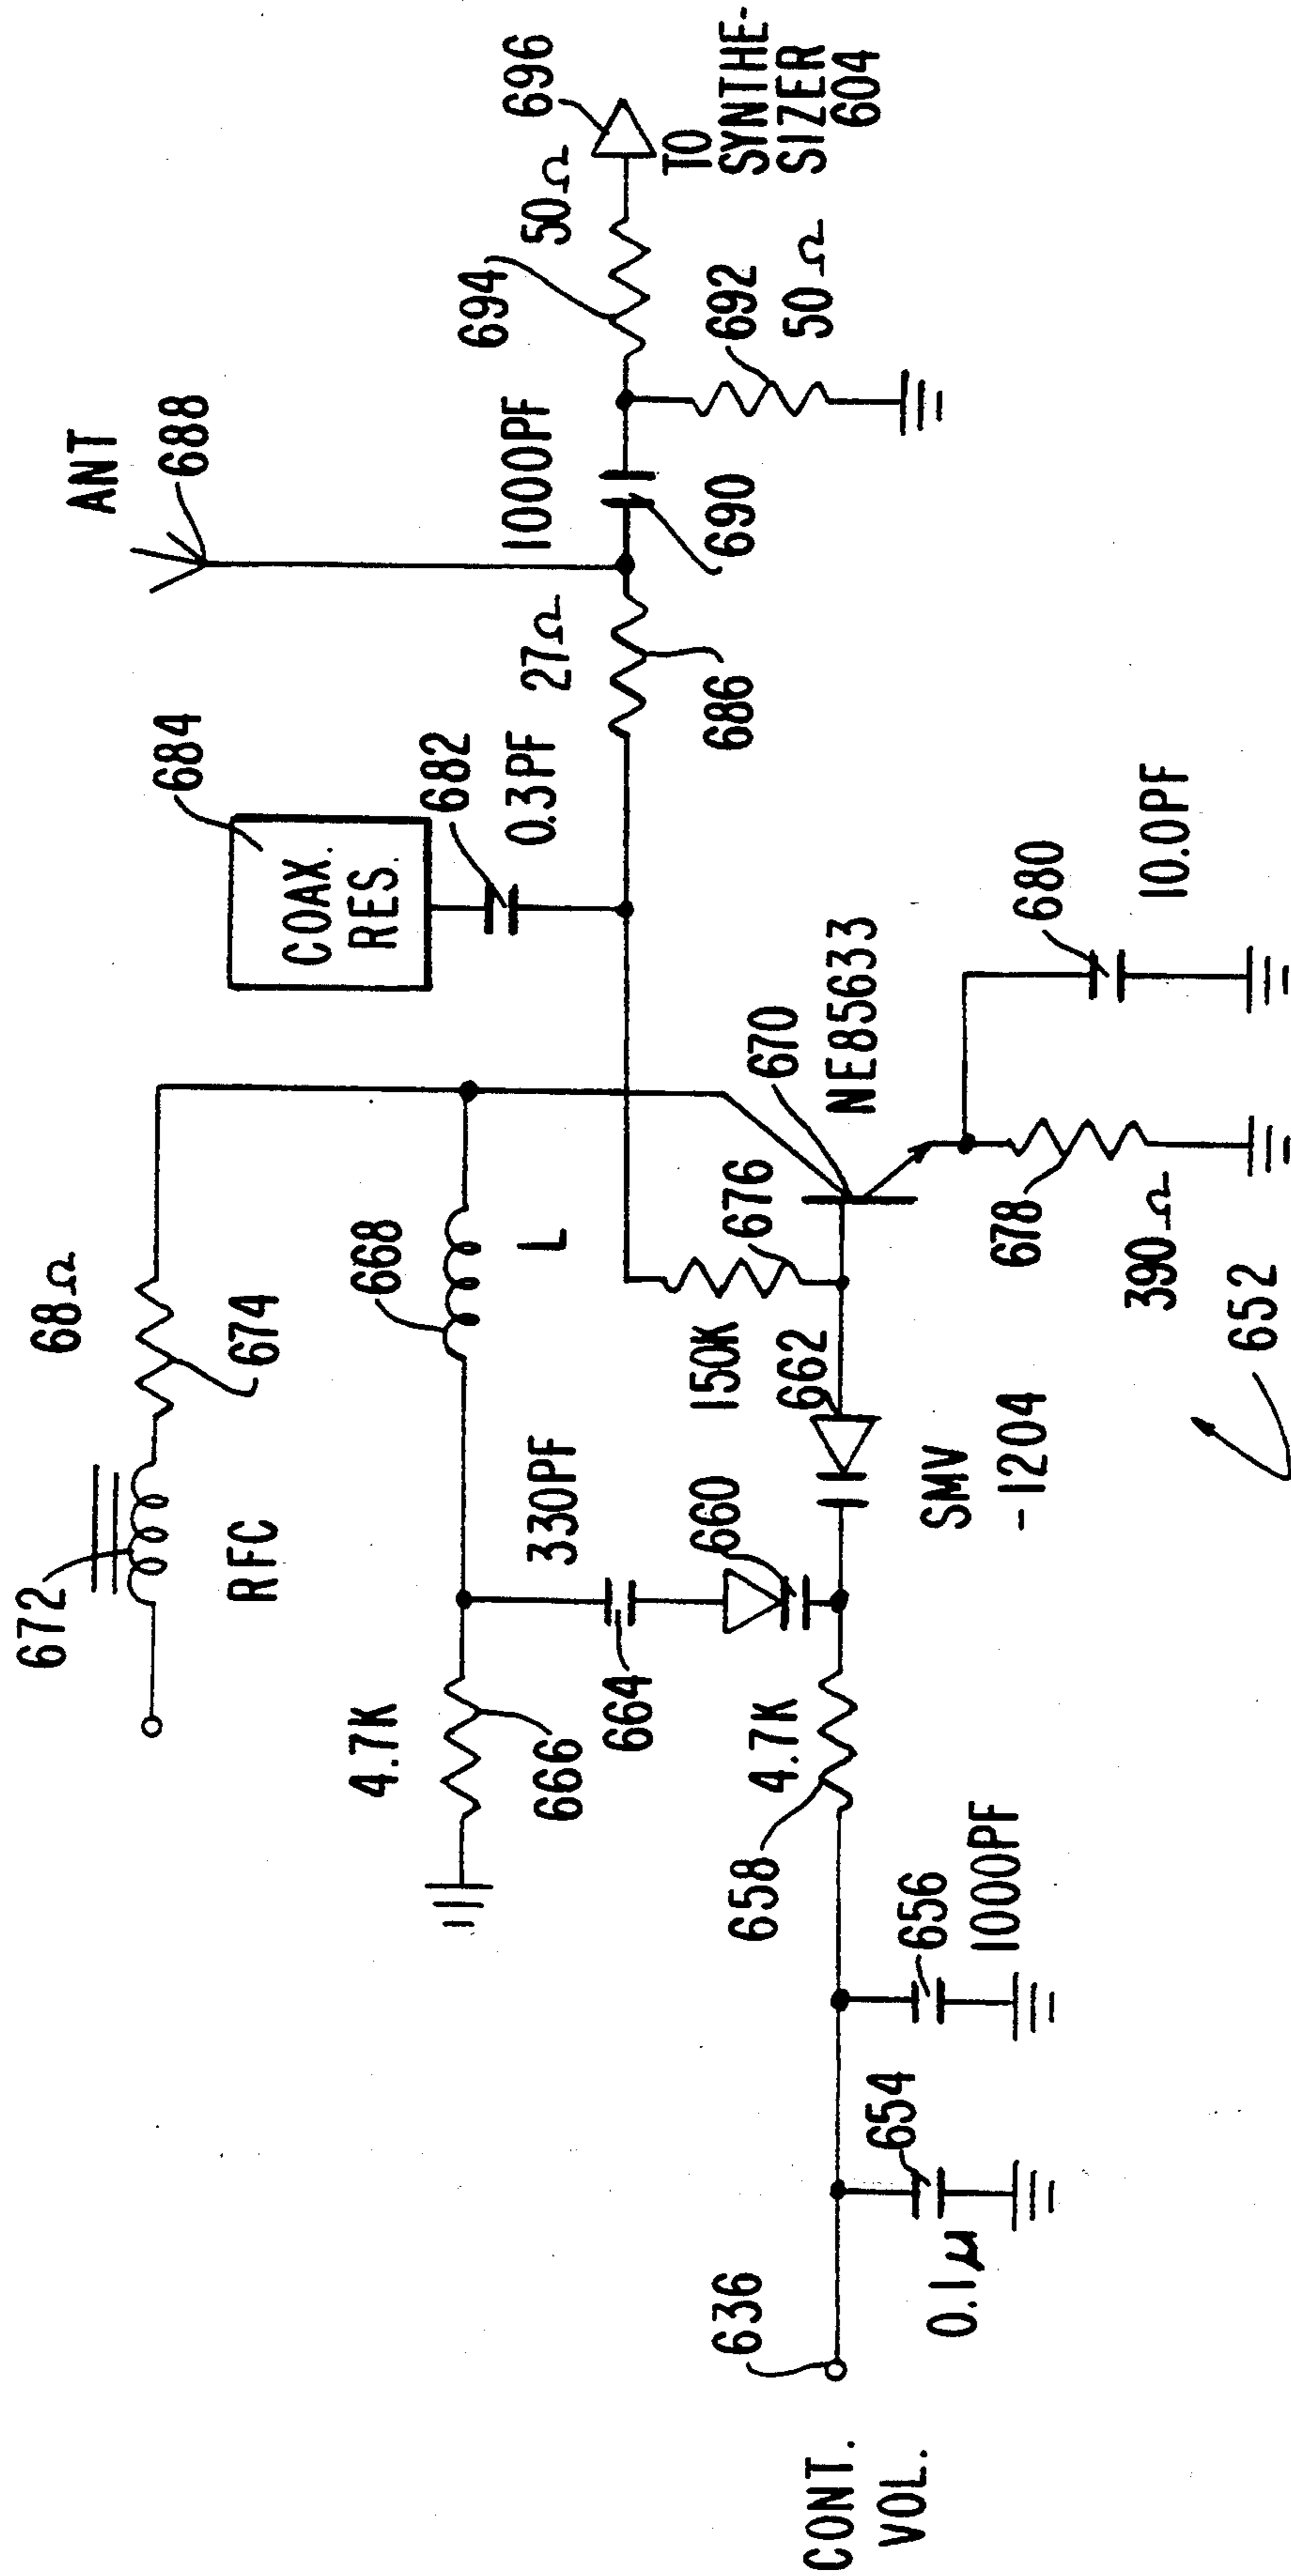 672
RFC
68Ω
674
684
COAX.
RES.
ANT
688
4.7K
666
668
L
682
0.3PF
27Ω
686
1000PF
690
694
50Ω
696
TO
SYNTHE-
SIZER
604
692
50Ω
330PF
664
660
150K
676
662
SMV
-1204
670
NE85633
678
390Ω
680
10.0PF
652
CONT.
VOL.
636
0.1μ
654
656
1000PF
658
4.7K